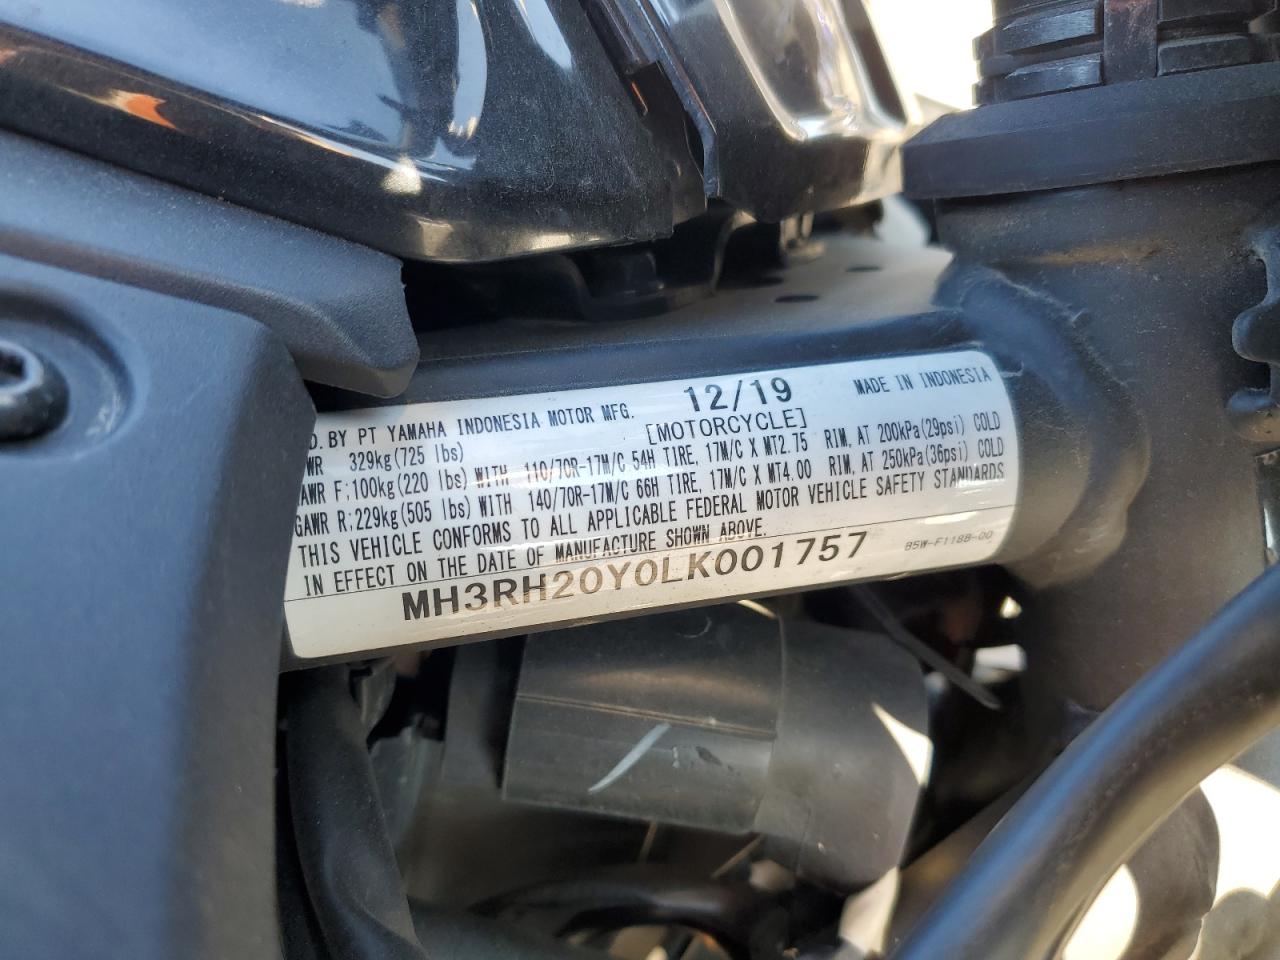 D. BY PT YAMAHA INDONESIA MOTOR MFG. 12/19 MADE IN INDONESIA
WR 329kg(725 lbs) [MOTORCYCLE]
AWR F:100kg(220 lbs) WITH 110/70R-17M/C 54H TIRE, 17M/C X MT2.75 RIM, AT 200kPa(29psi) COLD
GAWR R:229kg(505 lbs) WITH 140/70R-17M/C 66H TIRE, 17M/C X MT4.00 RIM, AT 250kPa(36psi) COLD
THIS VEHICLE CONFORMS TO ALL APPLICABLE FEDERAL MOTOR VEHICLE SAFETY STANDARDS
IN EFFECT ON THE DATE OF MANUFACTURE SHOWN ABOVE.
MH3RH20Y0LK001757 B5W-F118B-00